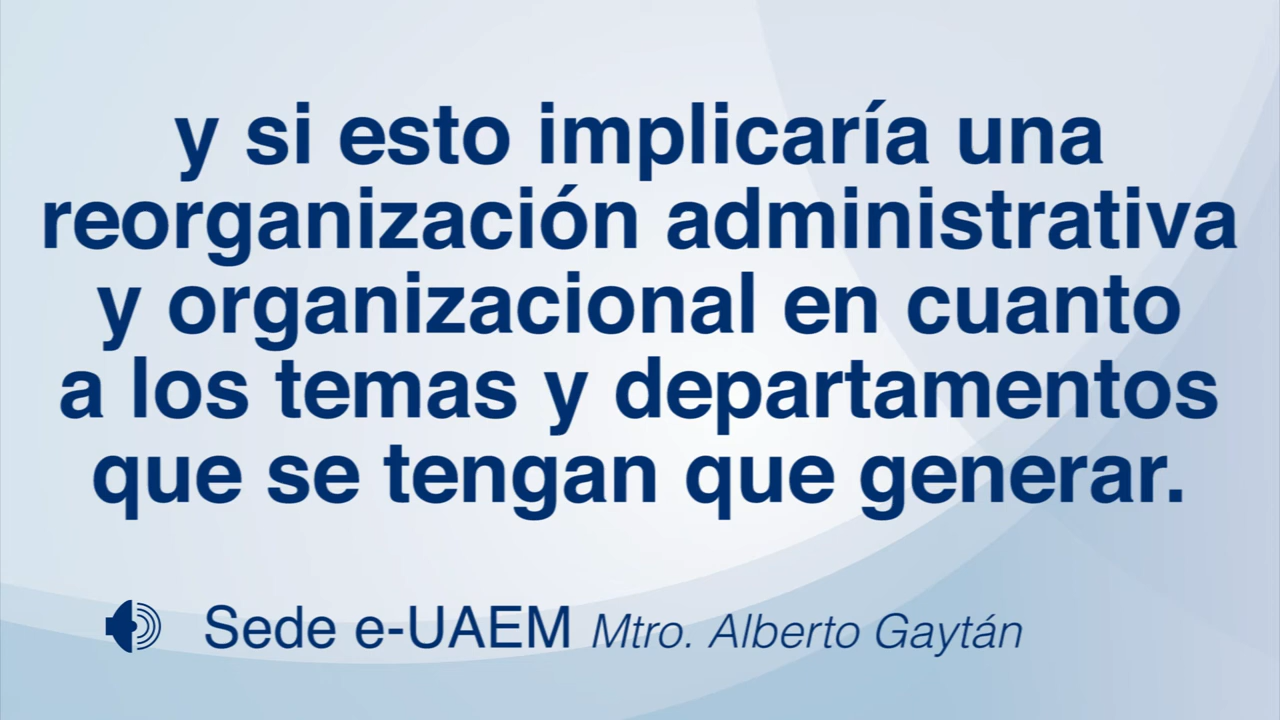 y si esto implicaría una
reorganización administrativa
y organizacional en cuanto
a los temas y departamentos
que se tengan que generar.
Sede e-UAEM Mtro. Alberto Gaytán